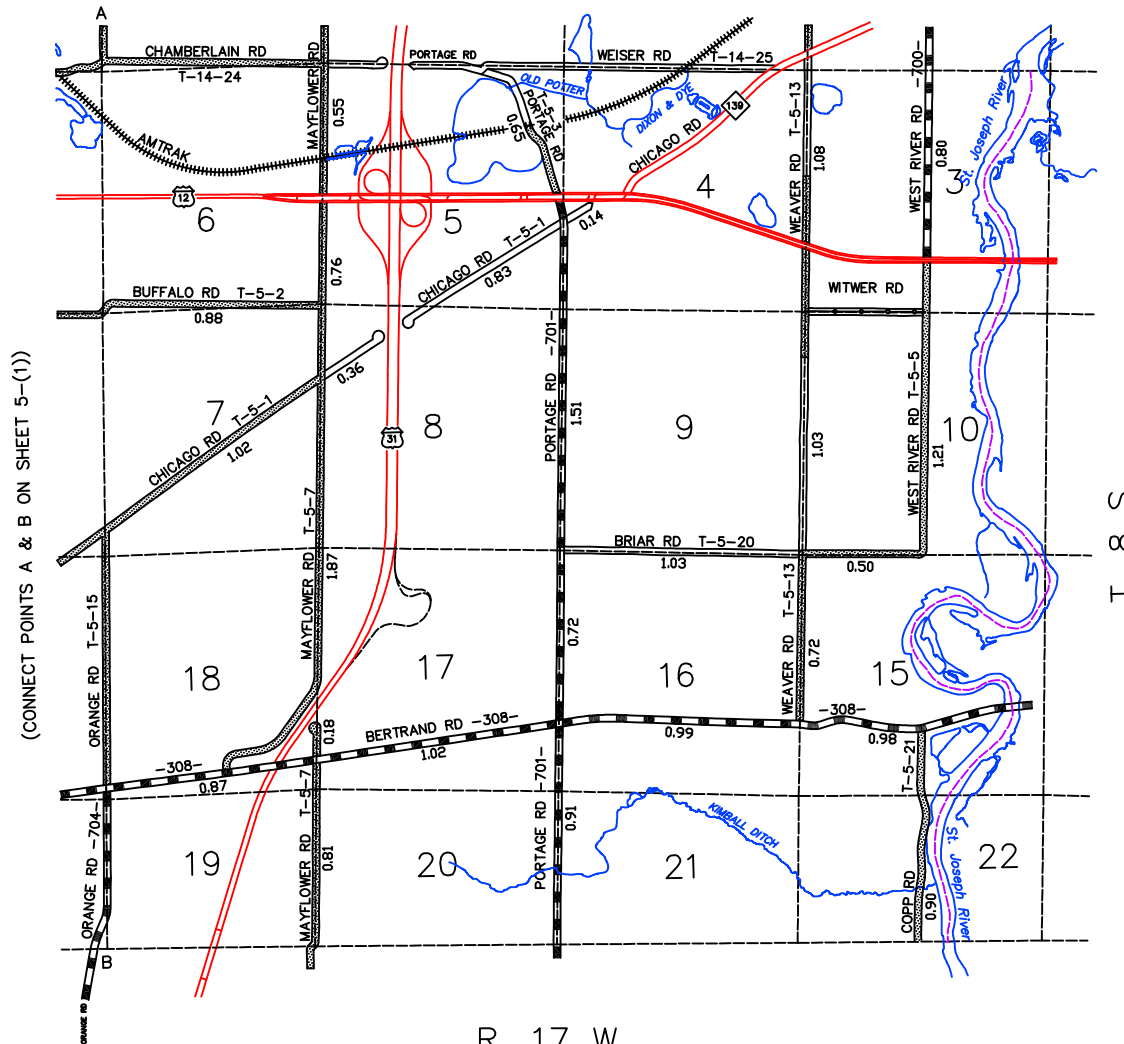 A
CHAMBERLAIN RD
T-14-24
MAYFLOWER RD
0.55
PORTAGE RD
WEISER RD
T-14-25
OLD PORTER
T-5-3
PORTAGE RD
0.65
DIXON & DYE
139
CHICAGO RD
T-5-13
WEAVER RD
1.08
-700-
WEST RIVER RD
0.80
St. Joseph River
AMTRAK
12
6
5
4
3
0.76
CHICAGO RD T-5-1
0.14
0.83
BUFFALO RD T-5-2
0.88
WITWER RD
0.36
CHICAGO RD T-5-1
1.02
7
8
31
PORTAGE RD -701-
1.51
9
1.03
WEST RIVER RD T-5-5
1.21
10
(CONNECT POINTS A & B ON SHEET 5-(1))
T 8 S
MAYFLOWER RD T-5-7
1.87
BRIAR RD T-5-20
1.03
0.50
ORANGE RD T-5-15
18
17
0.72
16
WEAVER RD T-5-13
0.72
15
0.18
BERTRAND RD -308-
1.02
0.99
-308-
0.98
-308-
0.87
T-5-21
ORANGE RD -704-
19
MAYFLOWER RD T-5-7
0.81
20
PORTAGE RD -701-
0.91
KIMBALL DITCH
21
COPP RD
0.90
St. Joseph River
22
B
ORANGE RD
R 17 W